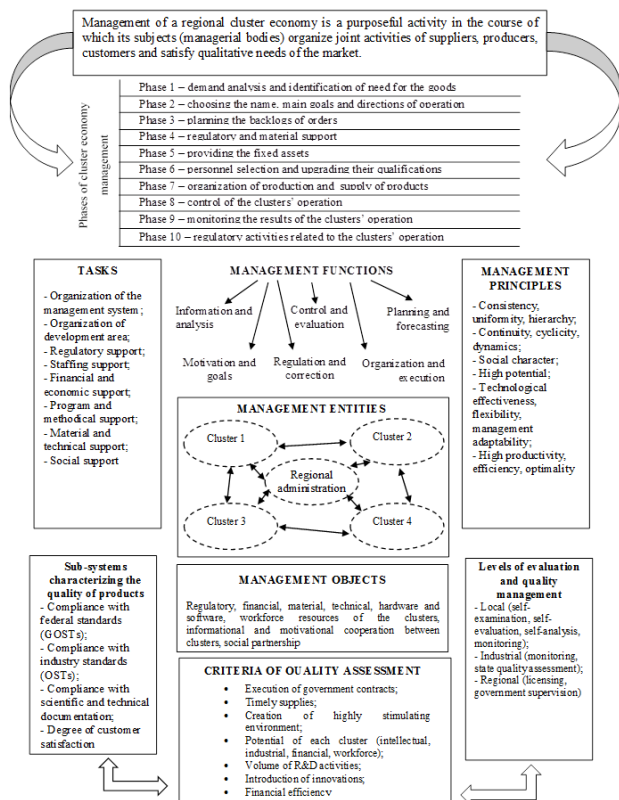 Management of a regional cluster economy is a purposeful activity in the course of
which its subjects (managerial bodies) organize joint activities of suppliers, producers,
customers and satisfy qualitative needs of the market.
Phases of cluster economy
management
Phase 1 – demand analysis and identification of need for the goods
Phase 2 – choosing the name, main goals and directions of operation
Phase 3 – planning the backlogs of orders
Phase 4 – regulatory and material support
Phase 5 – providing the fixed assets
Phase 6 – personnel selection and upgrading their qualifications
Phase 7 – organization of production and supply of products
Phase 8 – control of the clusters' operation
Phase 9 – monitoring the results of the clusters' operation
Phase 10 – regulatory activities related to the clusters' operation
TASKS
- Organization of the
management system;
- Organization of
development area;
- Regulatory support;
- Staffing support;
- Financial and
economic support;
- Program and
methodical support;
- Material and
technical support;
- Social support
MANAGEMENT FUNCTIONS
Information and
analysis
Control and
evaluation
Planning and
forecasting
Motivation and
goals
Regulation and
correction
Organization and
execution
MANAGEMENT
PRINCIPLES
- Consistency,
uniformity, hierarchy;
- Continuity, cyclicity,
dynamics;
- Social character;
- High potential;
- Technological
effectiveness,
flexibility,
management
adaptability;
- High productivity,
efficiency, optimality
MANAGEMENT ENTITIES
Cluster 1
Cluster 2
Regional
administration
Cluster 3
Cluster 4
Sub-systems
characterizing the
quality of products
- Compliance with
federal standards
(GOSTs);
- Compliance with
industry standards
(OSTs);
- Compliance with
scientific and technical
documentation;
- Degree of customer
satisfaction
MANAGEMENT OBJECTS
Regulatory, financial, material, technical, hardware and
software, workforce resources of the clusters,
informational and motivational cooperation between
clusters, social partnership
Levels of evaluation
and quality
management
- Local (self-
examination, self-
evaluation, self-analysis,
monitoring);
- Industrial (monitoring,
state quality assessment);
- Regional (licensing,
government supervision)
CRITERIA OF QUALITY ASSESSMENT
• Execution of government contracts;
• Timely supplies;
• Creation of highly stimulating
environment;
• Potential of each cluster (intellectual,
industrial, financial, workforce);
• Volume of R&D activities;
• Introduction of innovations;
• Financial efficiency